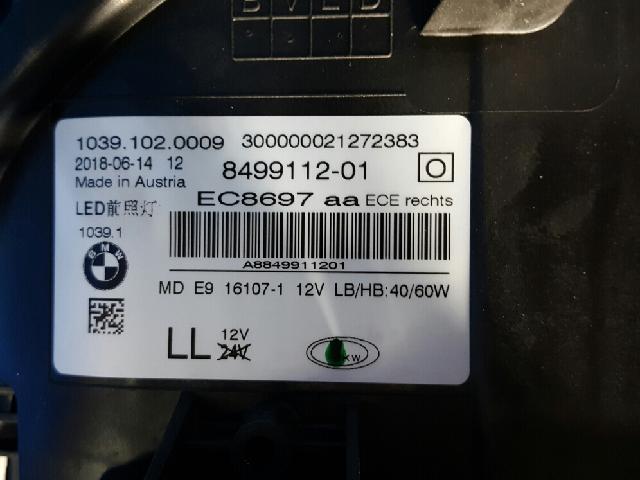 B V L D
1039.102.0009 300000021272383
2018-06-14 12 8499112-01 O
Made in Austria EC8697 aa ECE rechts
LED前照灯
1039.1
BMW
A8849911201
MD E9 16107-1 12V LB/HB:40/60W
LL 12V
24V